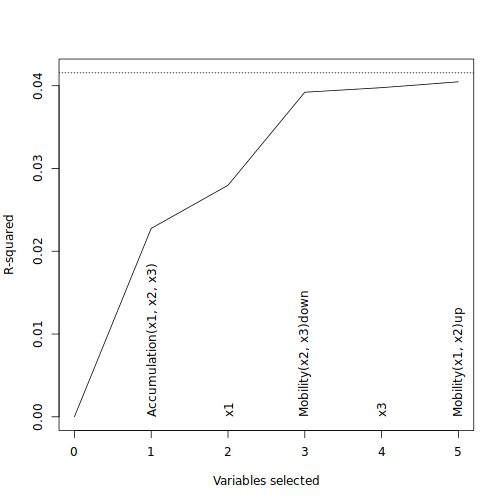 0.04
0.03
0.02
0.01
0.00
R-squared
Accumulation(x1, x2, x3)
x1
Mobility(x2, x3)down
x3
Mobility(x1, x2)up
0 1 2 3 4 5
Variables selected